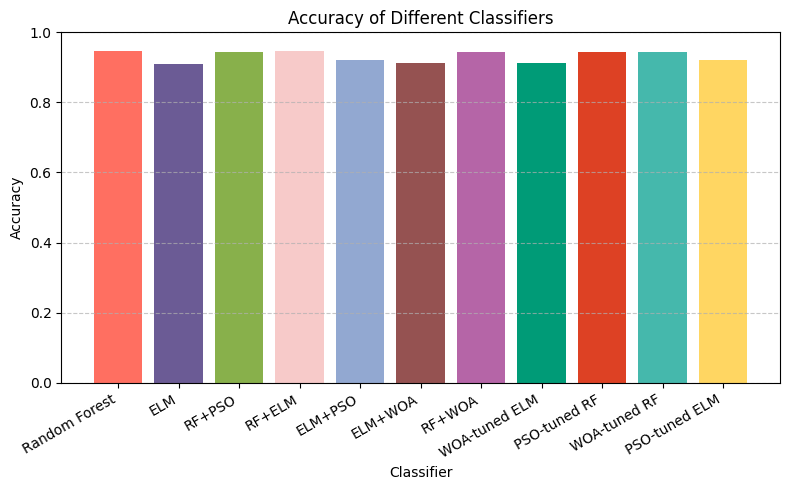 Accuracy of Different Classifiers
1.0
0.8
0.6
0.4
0.2
0.0
Accuracy
Random Forest
ELM
RF+PSO
RF+ELM
ELM+PSO
ELM+WOA
RF+WOA
WOA-tuned ELM
PSO-tuned RF
WOA-tuned RF
PSO-tuned ELM
Classifier